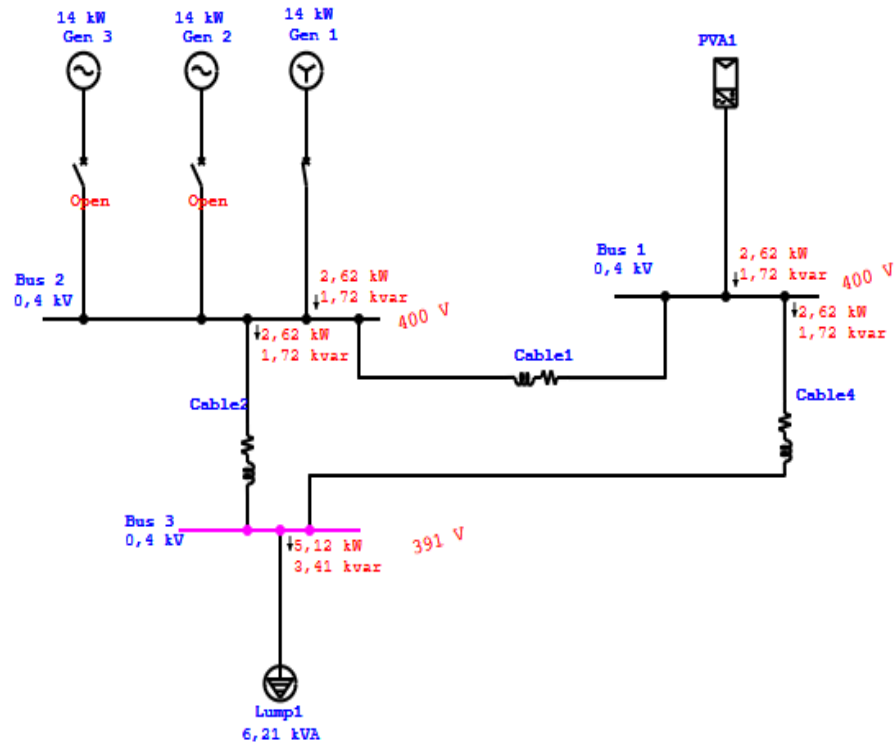 14 kW
Gen 3
14 kW
Gen 2
14 kW
Gen 1
PVA1
Open
Open
Bus 2
0,4 kV
2,62 kW
1,72 kvar
400 V
2,62 kW
1,72 kvar
Bus 1
0,4 kV
2,62 kW
1,72 kvar
400 V
2,62 kW
1,72 kvar
Cable1
Cable2
Cable4
Bus 3
0,4 kV
5,12 kW
3,41 kvar
391 V
Lump1
6,21 kVA